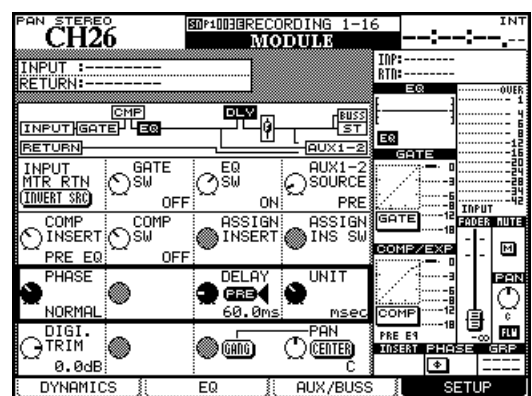 PAN STEREO
CH26
RECORDING 1-16
MODULE
INT
--:--:--.--
INPUT :--------
RETURN:--------
INP:--------
RTN:--------
EQ
OVER
CMP
DLY
BUSS
ST
INPUT GATE EQ
RETURN
AUX1-2
EQ
GATE
INPUT
MTR RTN
INVERT SRC
GATE
SW
OFF
EQ
SW
ON
AUX1-2
SOURCE
PRE
GATE
INPUT
FADER MUTE
M
COMP
INSERT
PRE EQ
COMP
SW
OFF
ASSIGN
INSERT
ASSIGN
INS SW
COMP/EXP
PAN
C
PHASE
NORMAL
DELAY
PRE
60.0ms
UNIT
msec
COMP
PRE EQ
FLW
DIGI.
TRIM
0.0dB
GANG
PAN
CENTER
C
INSERT PHASE GRP
Φ
DYNAMICS
EQ
AUX/BUSS
SETUP